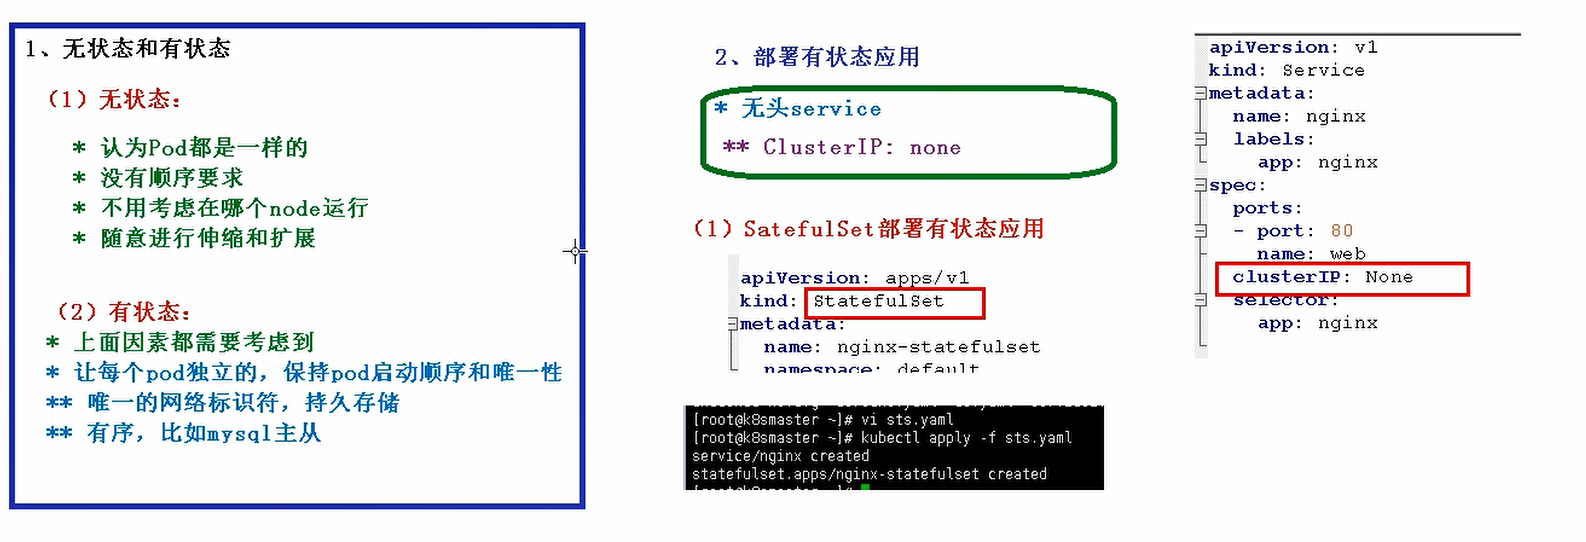 1、无状态和有状态
（1）无状态：
* 认为Pod都是一样的
* 没有顺序要求
* 不用考虑在哪个node运行
* 随意进行伸缩和扩展
（2）有状态：
* 上面因素都需要考虑到
* 让每个pod独立的，保持pod启动顺序和唯一性
** 唯一的网络标识符，持久存储
** 有序，比如mysql主从
2、部署有状态应用
* 无头service
** ClusterIP: none
（1）SatefulSet部署有状态应用
apiVersion: apps/v1
kind: StatefulSet
metadata:
name: nginx-statefulset
namespace: default
[root@k8smaster ~]# vi sts.yaml
[root@k8smaster ~]# kubectl apply -f sts.yaml
service/nginx created
statefulset.apps/nginx-statefulset created
[root@k8smaster ~]#
apiVersion: v1
kind: Service
metadata:
name: nginx
labels:
app: nginx
spec:
ports:
- port: 80
name: web
clusterIP: None
selector:
app: nginx